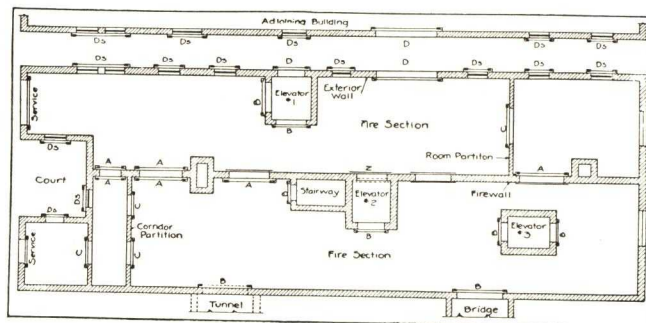 Adjoining Building
Ds Ds Ds D Ds Ds
Ds Ds Ds D Ds D Ds Ds Ds
Service
B
Elevator
#1
B
Exterior
Wall
Fire Section
C
Room Partiton
Ds
Court
A A
A A
A
Z
A
Firewall
Ds
C
Stairway
B
Elevator
#2
B
Corridor
Partition
Ds
Service
C
C
Fire Section
B
Elevator
#3
B
B
Tunnel
B
Bridge